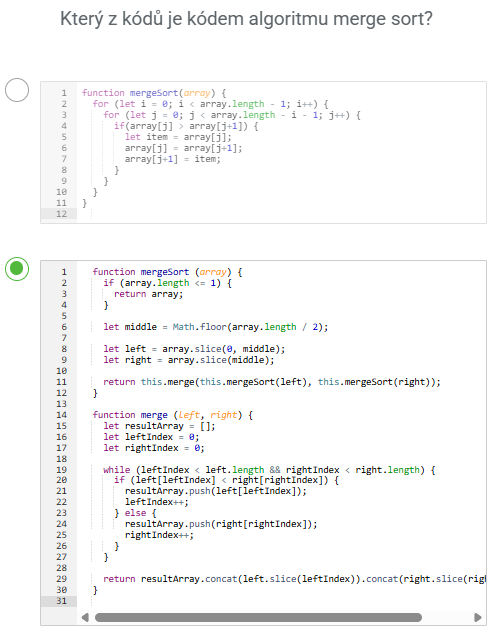 Který z kódů je kódem algoritmu merge sort?
1 function mergeSort(array) {
2 for (let i = 0; i < array.length - 1; i++) {
3 for (let j = 0; j < array.length - i - 1; j++) {
4 if(array[j] > array[j+1]) {
5 let item = array[j];
6 array[j] = array[j+1];
7 array[j+1] = item;
8 }
9 }
10 }
11 }
12
1 function mergeSort (array) {
2 if (array.length <= 1) {
3 return array;
4 }
5
6 let middle = Math.floor(array.length / 2);
7
8 let left = array.slice(0, middle);
9 let right = array.slice(middle);
10
11 return this.merge(this.mergeSort(left), this.mergeSort(right));
12 }
13
14 function merge (left, right) {
15 let resultArray = [];
16 let leftIndex = 0;
17 let rightIndex = 0;
18
19 while (leftIndex < left.length && rightIndex < right.length) {
20 if (left[leftIndex] < right[rightIndex]) {
21 resultArray.push(left[leftIndex]);
22 leftIndex++;
23 } else {
24 resultArray.push(right[rightIndex]);
25 rightIndex++;
26 }
27 }
28
29 return resultArray.concat(left.slice(leftIndex)).concat(right.slice(righ
30 }
31